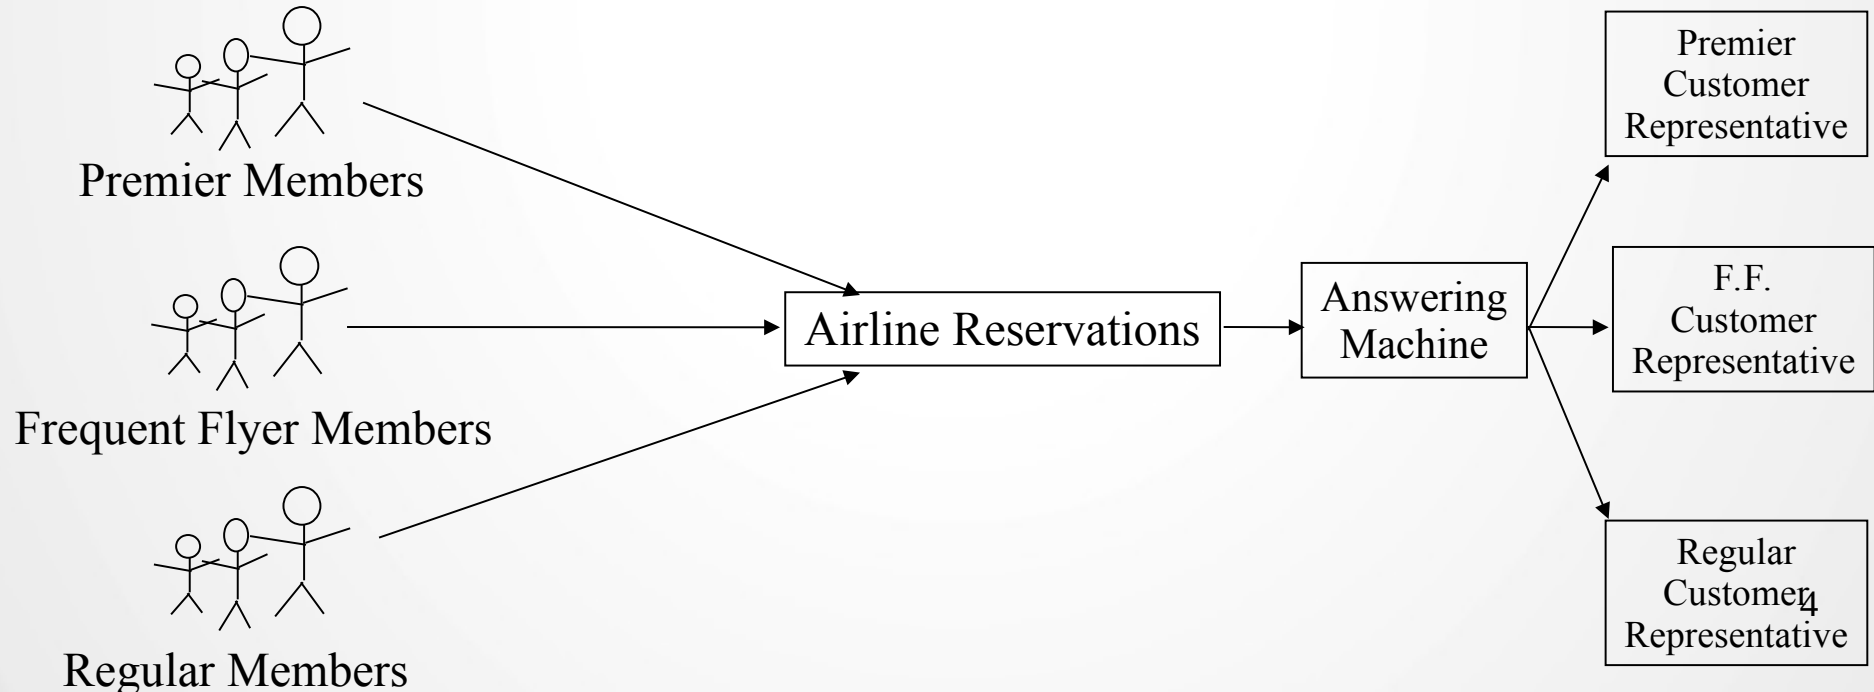 Premier Members
Frequent Flyer Members
Regular Members
Airline Reservations
Answering
Machine
Premier
Customer
Representative
F.F.
Customer
Representative
Regular
Customer
Representative
4